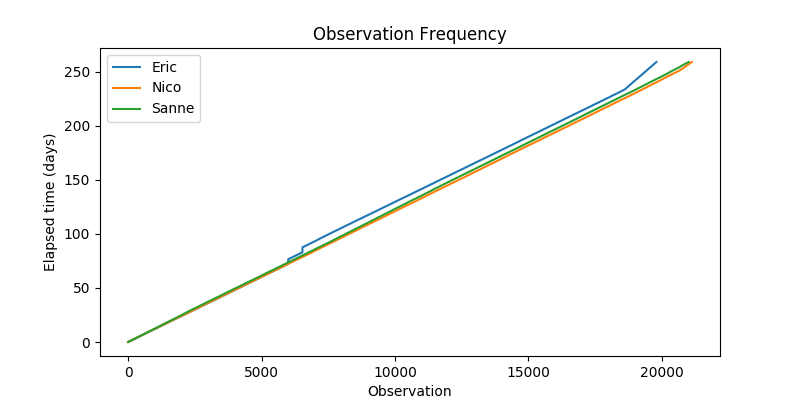 Observation Frequency
Eric
Nico
Sanne
Elapsed time (days)
250
200
150
100
50
0
0 5000 10000 15000 20000
Observation